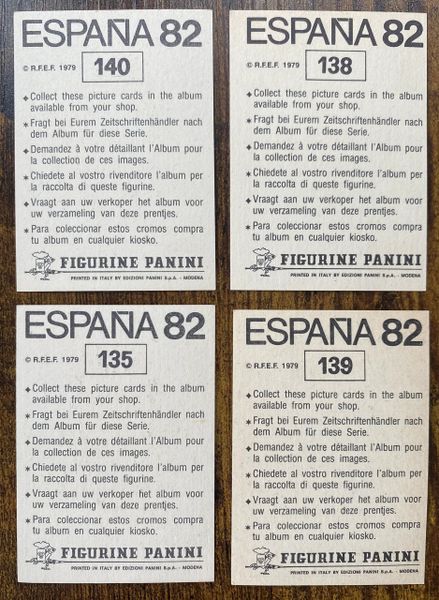 ESPAÑA 82
© R.F.E.F. 1979 140
✦ Collect these picture cards in the album
available from your shop.
✶ Fragt bei Eurem Zeitschriftenhändler nach
dem Album für diese Serie.
✦ Demandez à votre détaillant l'Album pour
la collection de ces images.
✶ Chiedete al vostro rivenditore l'album per
la raccolta di queste figurine.
✦ Vraagt aan uw verkoper het album voor
uw verzameling van deze prentjes.
✶ Para coleccionar estos cromos compra
tu album en cualquier kiosko.
FIGURINE PANINI
PRINTED IN ITALY BY EDIZIONI PANINI S.p.A. - MODENA
ESPAÑA 82
© R.F.E.F. 1979 138
✦ Collect these picture cards in the album
available from your shop.
✶ Fragt bei Eurem Zeitschriftenhändler nach
dem Album für diese Serie.
✦ Demandez à votre détaillant l'Album pour
la collection de ces images.
✶ Chiedete al vostro rivenditore l'album per
la raccolta di queste figurine.
✦ Vraagt aan uw verkoper het album voor
uw verzameling van deze prentjes.
✶ Para coleccionar estos cromos compra
tu album en cualquier kiosko.
FIGURINE PANINI
PRINTED IN ITALY BY EDIZIONI PANINI S.p.A. - MODENA
ESPAÑA 82
© R.F.E.F. 1979 135
✦ Collect these picture cards in the album
available from your shop.
✶ Fragt bei Eurem Zeitschriftenhändler nach
dem Album für diese Serie.
✦ Demandez à votre détaillant l'Album pour
la collection de ces images.
✶ Chiedete al vostro rivenditore l'album per
la raccolta di queste figurine.
✦ Vraagt aan uw verkoper het album voor
uw verzameling van deze prentjes.
✶ Para coleccionar estos cromos compra
tu album en cualquier kiosko.
FIGURINE PANINI
PRINTED IN ITALY BY EDIZIONI PANINI S.p.A. - MODENA
ESPAÑA 82
© R.F.E.F. 1979 139
✦ Collect these picture cards in the album
available from your shop.
✶ Fragt bei Eurem Zeitschriftenhändler nach
dem Album für diese Serie.
✦ Demandez à votre détaillant l'Album pour
la collection de ces images.
✶ Chiedete al vostro rivenditore l'album per
la raccolta di queste figurine.
✦ Vraagt aan uw verkoper het album voor
uw verzameling van deze prentjes.
✶ Para coleccionar estos cromos compra
tu album en cualquier kiosko.
FIGURINE PANINI
PRINTED IN ITALY BY EDIZIONI PANINI S.p.A. - MODENA